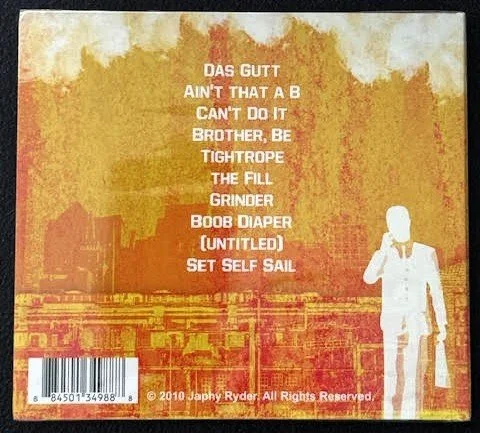 Das Gutt
Ain't that a B
Can't Do It
Brother, Be
Tightrope
the Fill
Grinder
Boob Diaper
(untitled)
Set Self Sail
8 84501 34988 8
© 2010 Japhy Ryder. All Rights Reserved.